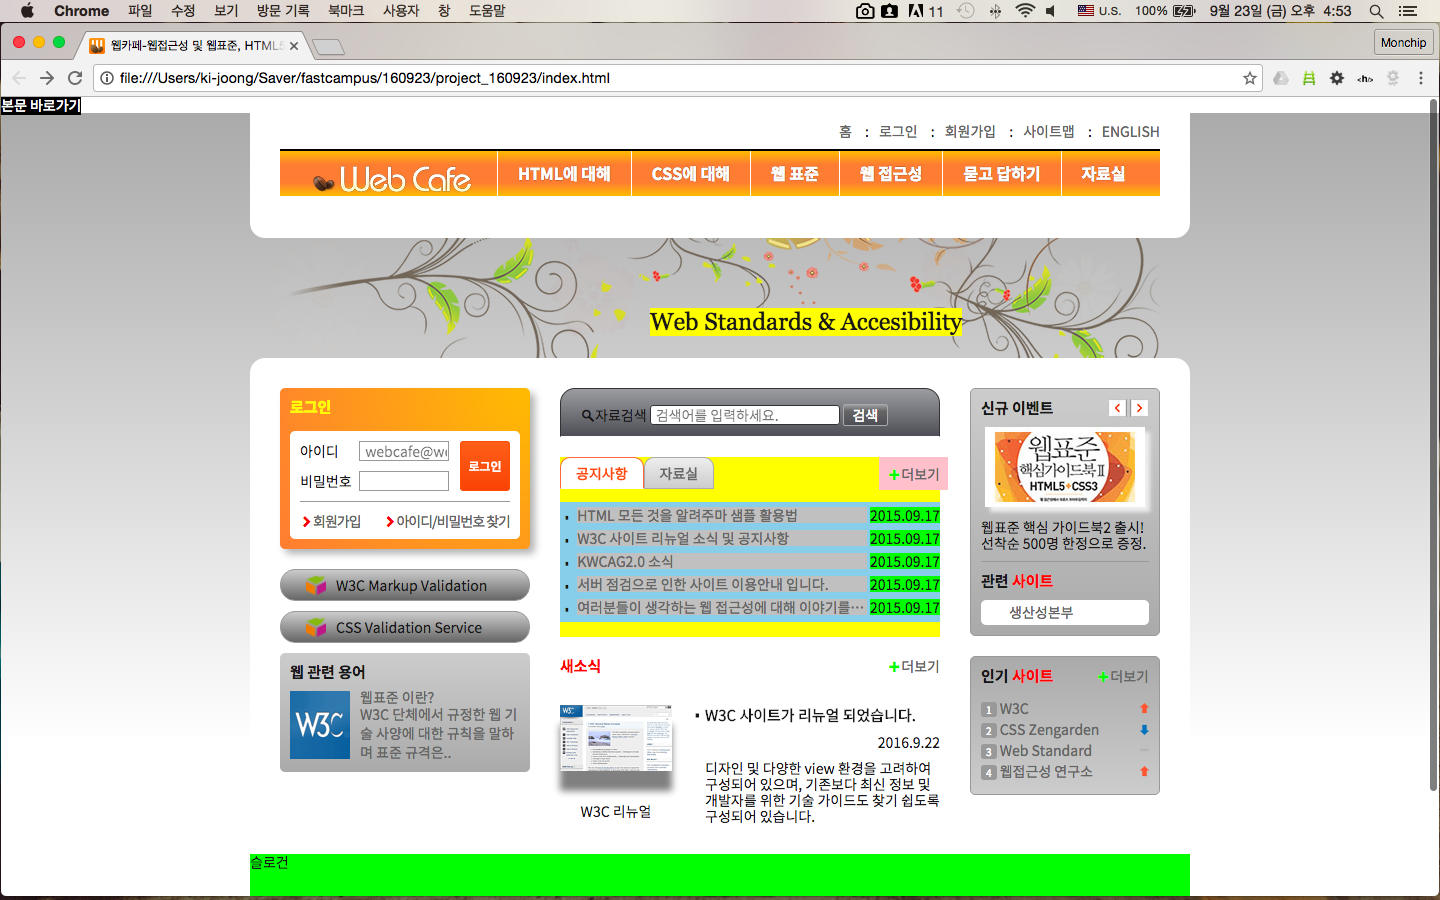 Chrome 파일 수정 보기 방문 기록 북마크 사용자 창 도움말 11 U.S. 100% 9월 23일 (금) 오후 4:53
웹카페-웹접근성 및 웹표준, HTML5
Monchip
file:///Users/ki-joong/Saver/fastcampus/160923/project_160923/index.html
본문 바로가기
홈 : 로그인 : 회원가입 : 사이트맵 : ENGLISH
Web Cafe HTML에 대해 CSS에 대해 웹 표준 웹 접근성 묻고 답하기 자료실
Web Standards & Accesibility
로그인
아이디 webcafe@we
비밀번호
로그인
회원가입 아이디/비밀번호 찾기
W3C Markup Validation
CSS Validation Service
웹 관련 용어
W3C
웹표준 이란?
W3C 단체에서 규정한 웹 기
술 사양에 대한 규칙을 말하
며 표준 규격은..
자료검색 검색어를 입력하세요. 검색
공지사항 자료실 +더보기
HTML 모든 것을 알려주마 샘플 활용법 2015.09.17
W3C 사이트 리뉴얼 소식 및 공지사항 2015.09.17
KWCAG2.0 소식 2015.09.17
서버 점검으로 인한 사이트 이용안내 입니다. 2015.09.17
여러분들이 생각하는 웹 접근성에 대해 이야기를… 2015.09.17
새소식 +더보기
W3C
W3C 리뉴얼
W3C 사이트가 리뉴얼 되었습니다.
2016.9.22
디자인 및 다양한 view 환경을 고려하여
구성되어 있으며, 기존보다 최신 정보 및
개발자를 위한 기술 가이드도 찾기 쉽도록
구성되어 있습니다.
신규 이벤트
웹표준
핵심가이드북Ⅱ
HTML5+CSS3
웹표준 핵심 가이드북2 출시!
선착순 500명 한정으로 증정.
관련 사이트
생산성본부
인기 사이트 +더보기
1 W3C
2 CSS Zengarden
3 Web Standard
4 웹접근성 연구소
슬로건